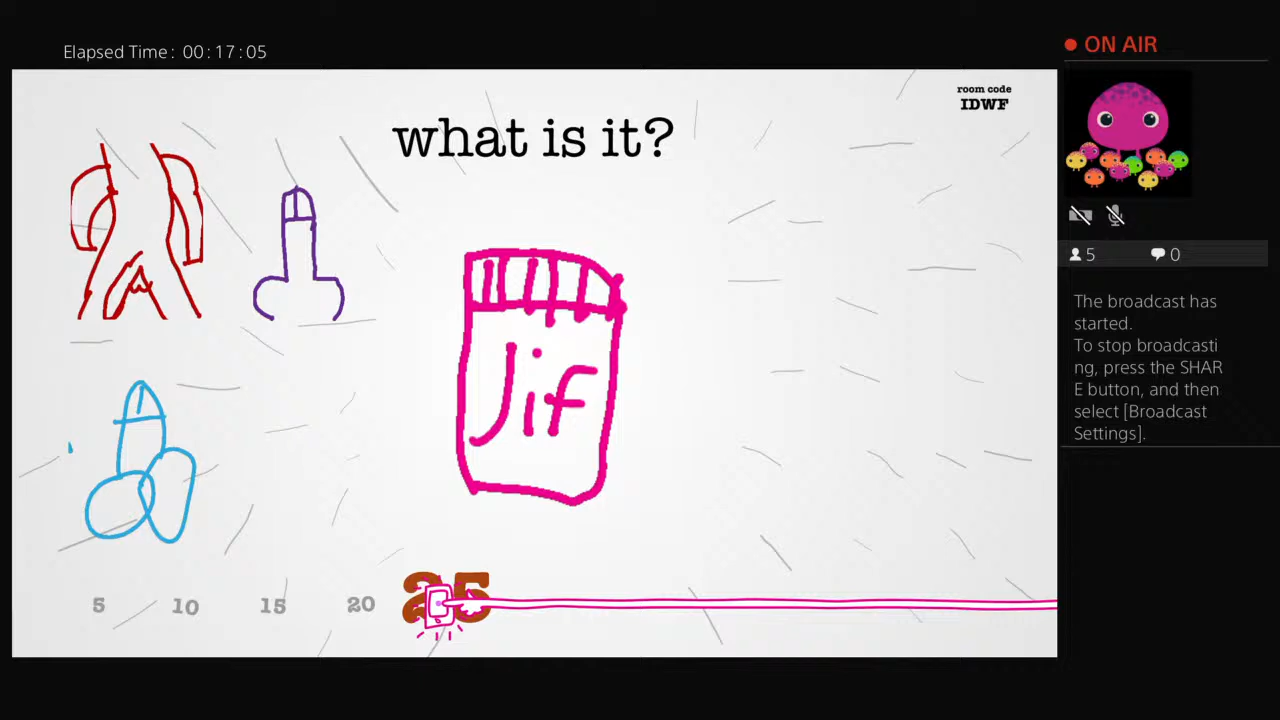 Elapsed Time: 00:17:05
ON AIR
room code
IDWF
what is it?
Jif
5
0
The broadcast has
started.
To stop broadcasti
ng, press the SHAR
E button, and then
select [Broadcast
Settings].
5 10 15 20 25